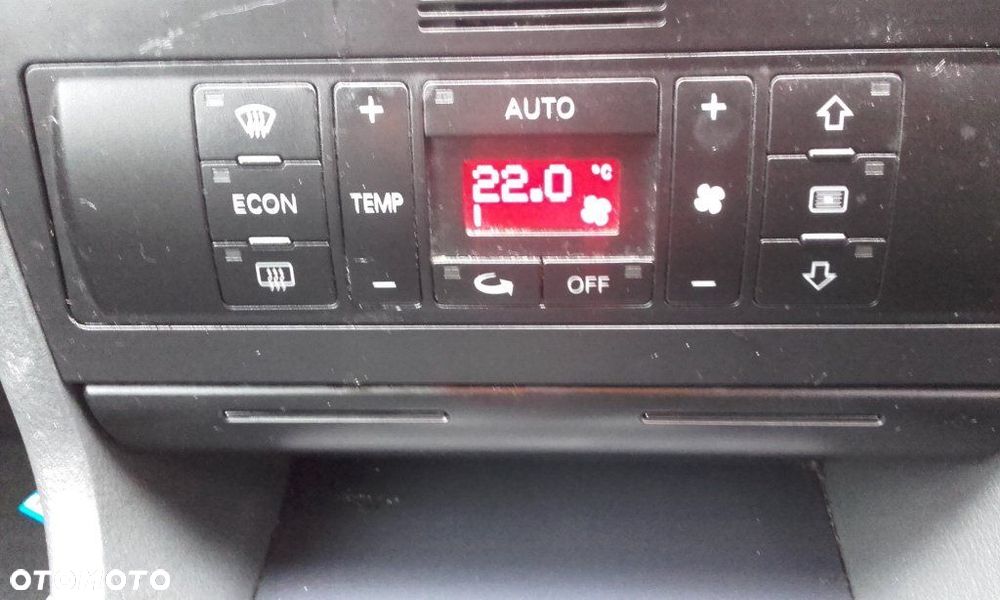 AUTO
ECON
TEMP
22.0 °C
OFF
OTOMOTO